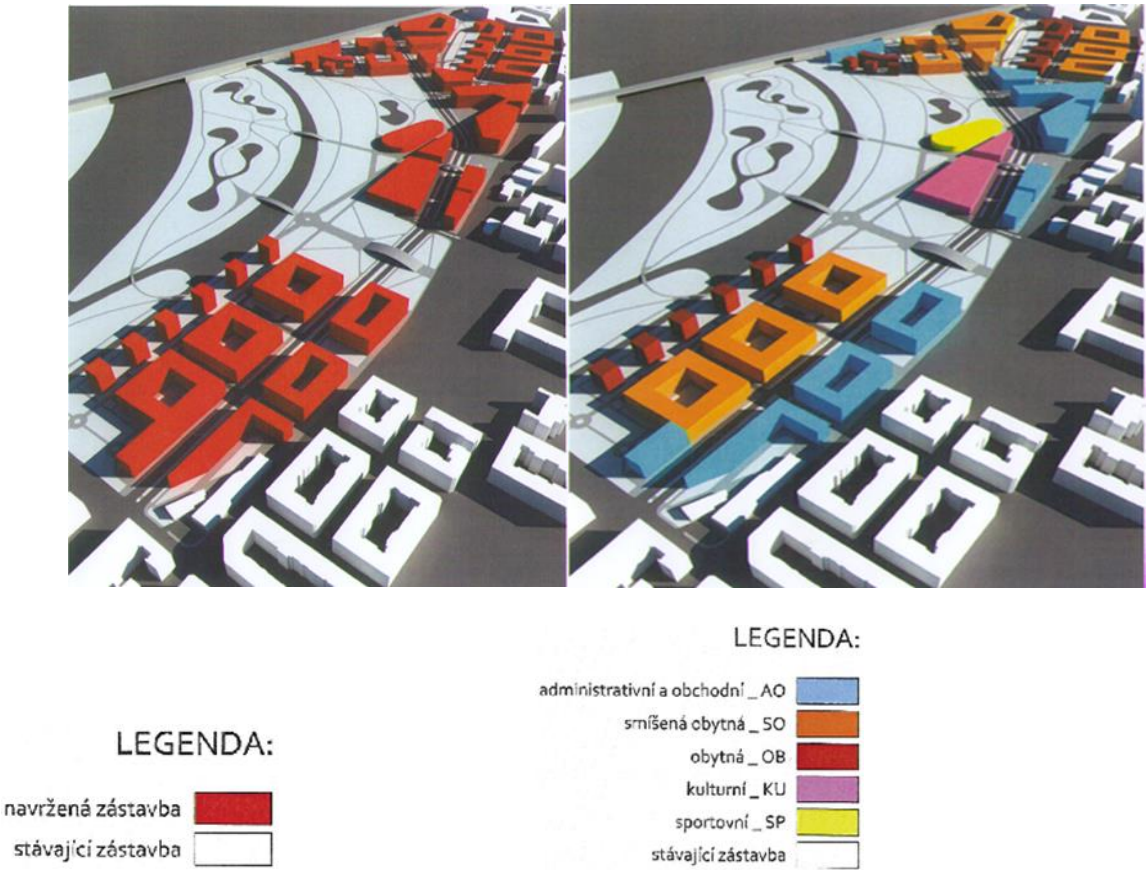 LEGENDA:
navržená zástavba
stávající zástavba
LEGENDA:
administrativní a obchodní _ AO
smíšená obytná _ SO
obytná _ OB
kulturní _ KU
sportovní _ SP
stávající zástavba